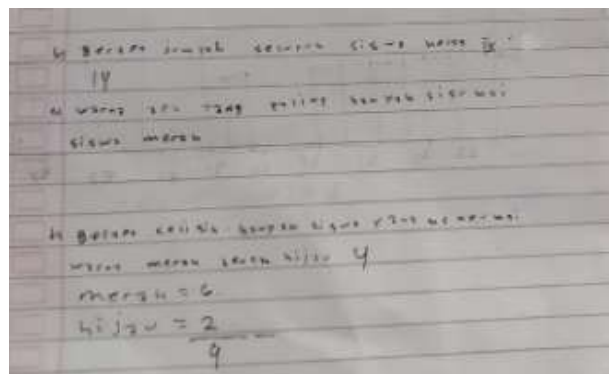 b) Berapa jumlah seluruh siswa kelas IV
14
c) warna apa yang paling banyak disukai
siswa merah
d) Berapa selisih banyak siswa yang menyukai
warna merah dengan hijau 4
merah = 6
hijau = 2
4